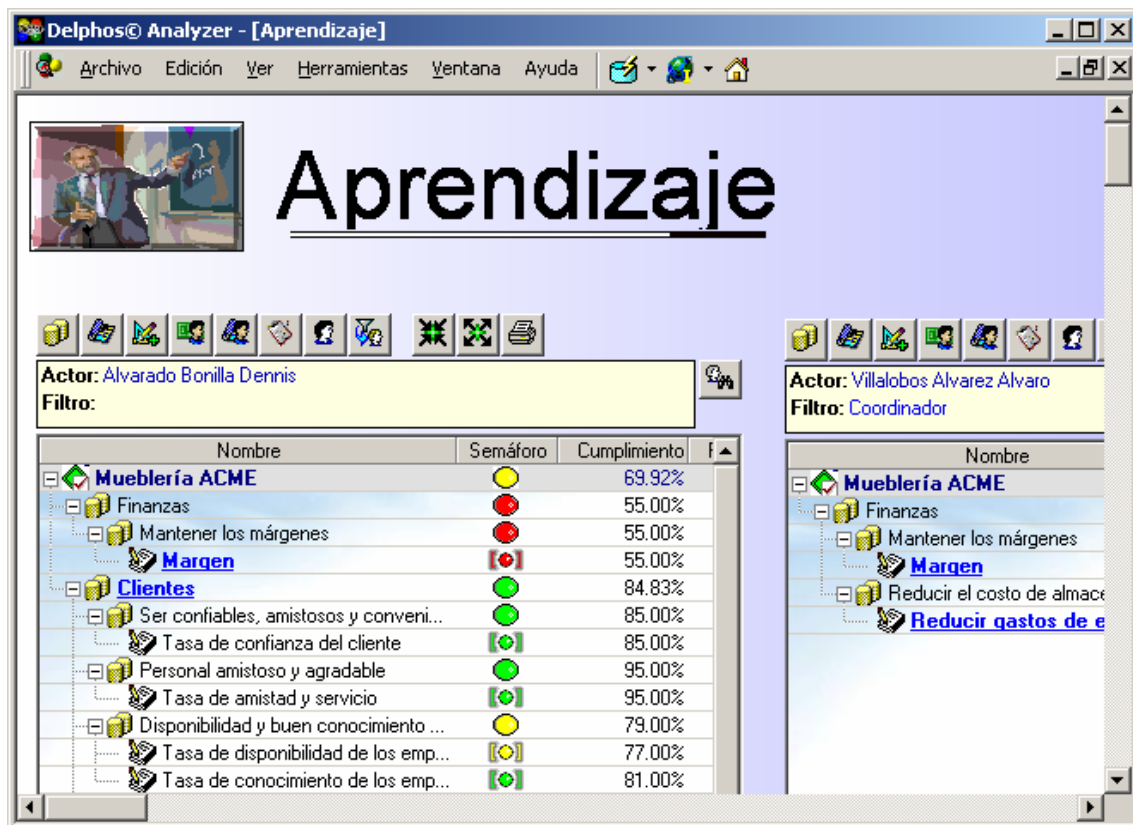 Delphos© Analyzer - [Aprendizaje]
Archivo Edición Ver Herramientas Ventana Ayuda
Aprendizaje
Actor: Alvarado Bonilla Dennis
Filtro:
Nombre Semáforo Cumplimiento
Mueblería ACME 69.92%
Finanzas 55.00%
Mantener los márgenes 55.00%
Margen 55.00%
Clientes 84.83%
Ser confiables, amistosos y conveni... 85.00%
Tasa de confianza del cliente 85.00%
Personal amistoso y agradable 95.00%
Tasa de amistad y servicio 95.00%
Disponibilidad y buen conocimiento ... 79.00%
Tasa de disponibilidad de los emp... 77.00%
Tasa de conocimiento de los emp... 81.00%
Actor: Villalobos Alvarez Alvaro
Filtro: Coordinador
Nombre
Mueblería ACME
Finanzas
Mantener los márgenes
Margen
Reducir el costo de almace
Reducir gastos de e